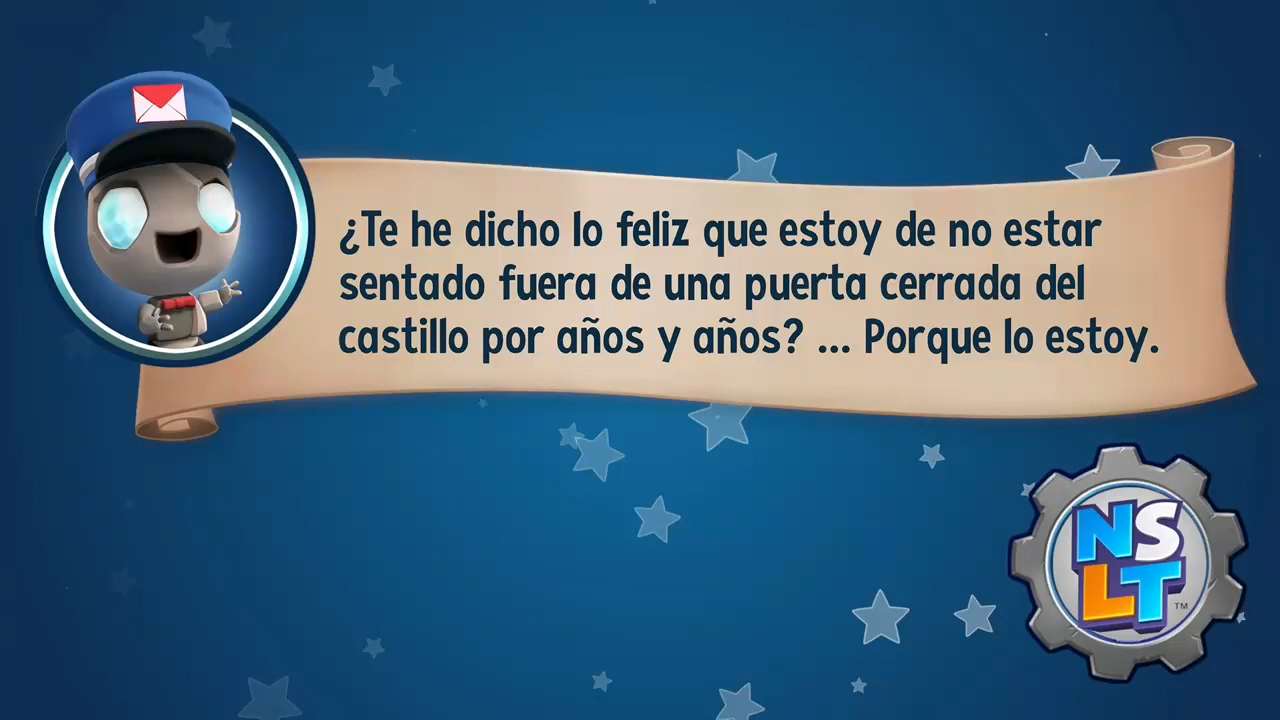 ¿Te he dicho lo feliz que estoy de no estar
sentado fuera de una puerta cerrada del
castillo por años y años? ... Porque lo estoy.
NS
LT
TM